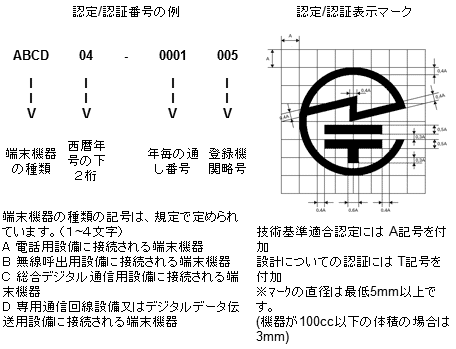 認定/認証番号の例
ABCD 04 - 0001 005
端末機器
の種類
西暦年
号の下
2桁
年毎の通
し番号
登録機
関略号
端末機器の種類の記号は、規定で定められ
ています。（1～4文字）
A 電話用設備に接続される端末機器
B 無線呼出用設備に接続される端末機器
C 総合デジタル通信用設備に接続される端
末機器
D 専用通信回線設備又はデジタルデータ伝
送用設備に接続される端末機器
認定/認証表示マーク
A
A
0.4A
0.4A
0.4A
0.4A
0.5A
0.5A
0.3A
0.3A
0.6A
0.4A
0.6A
技術基準適合認定には A記号を付
加
設計についての認証には T記号を
付加
※マークの直径は最低5mm以上で
す。
(機器が100cc以下の体積の場合は
3mm)